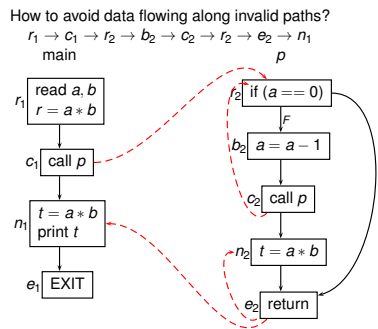 How to avoid data flowing along invalid paths?
r₁ → c₁ → r₂ → b₂ → c₂ → r₂ → e₂ → n₁
main
p
r₁
read a, b
r = a ∗ b
c₁
call p
n₁
t = a ∗ b
print t
e₁
EXIT
r₂
if (a == 0)
F
b₂
a = a − 1
c₂
call p
n₂
t = a ∗ b
e₂
return